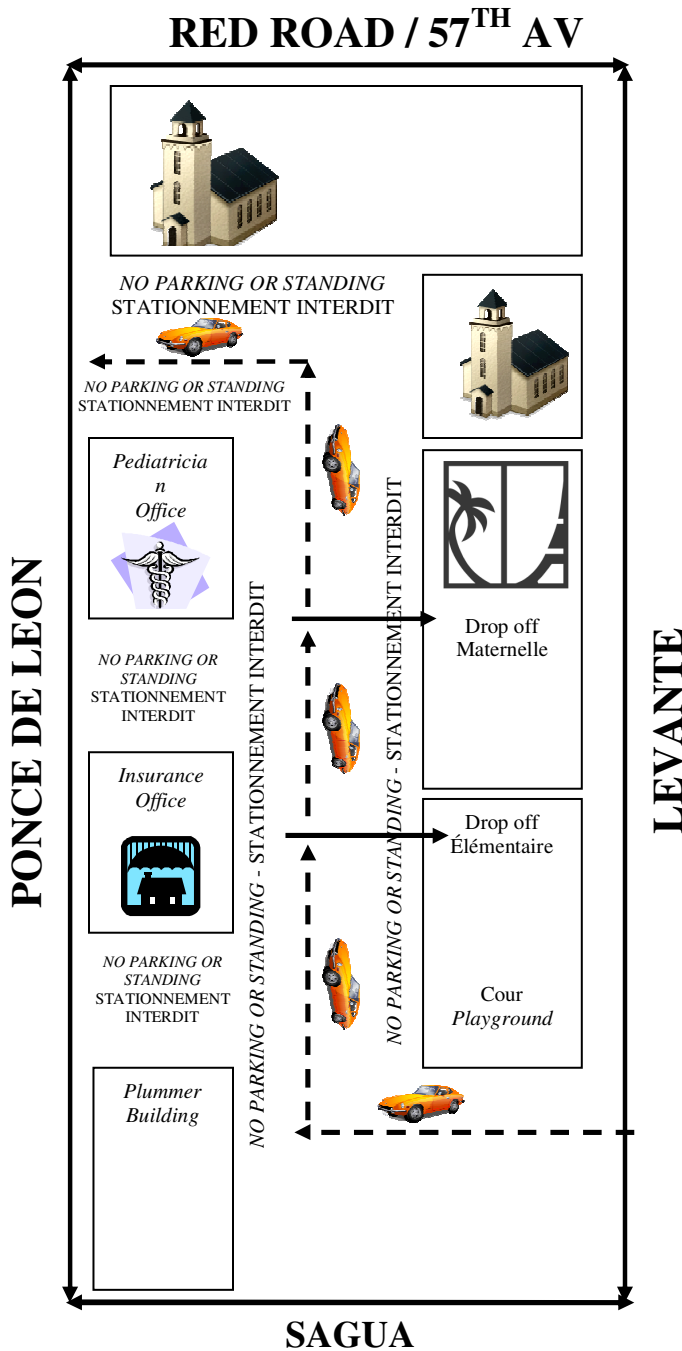 RED ROAD / 57TH AV
NO PARKING OR STANDING
STATIONNEMENT INTERDIT
NO PARKING OR STANDING
STATIONNEMENT INTERDIT
Pediatricia
n
Office
NO PARKING OR
STANDING
STATIONNEMENT
INTERDIT
Insurance
Office
NO PARKING OR
STANDING
STATIONNEMENT
INTERDIT
Plummer
Building
PONCE DE LEON
NO PARKING OR STANDING - STATIONNEMENT INTERDIT
NO PARKING OR STANDING - STATIONNEMENT INTERDIT
Drop off
Maternelle
Drop off
Élémentaire
Cour
Playground
LEVANTE
SAGUA